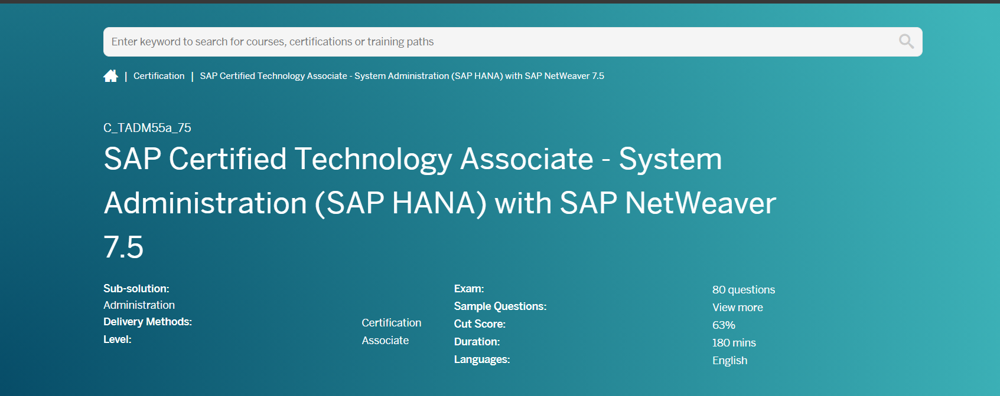 Enter keyword to search for courses, certifications or training paths
| Certification | SAP Certified Technology Associate - System Administration (SAP HANA) with SAP NetWeaver 7.5
C_TADM55a_75
SAP Certified Technology Associate - System
Administration (SAP HANA) with SAP NetWeaver
7.5
Sub-solution:
Administration
Delivery Methods: Certification
Level: Associate
Exam: 80 questions
Sample Questions: View more
Cut Score: 63%
Duration: 180 mins
Languages: English